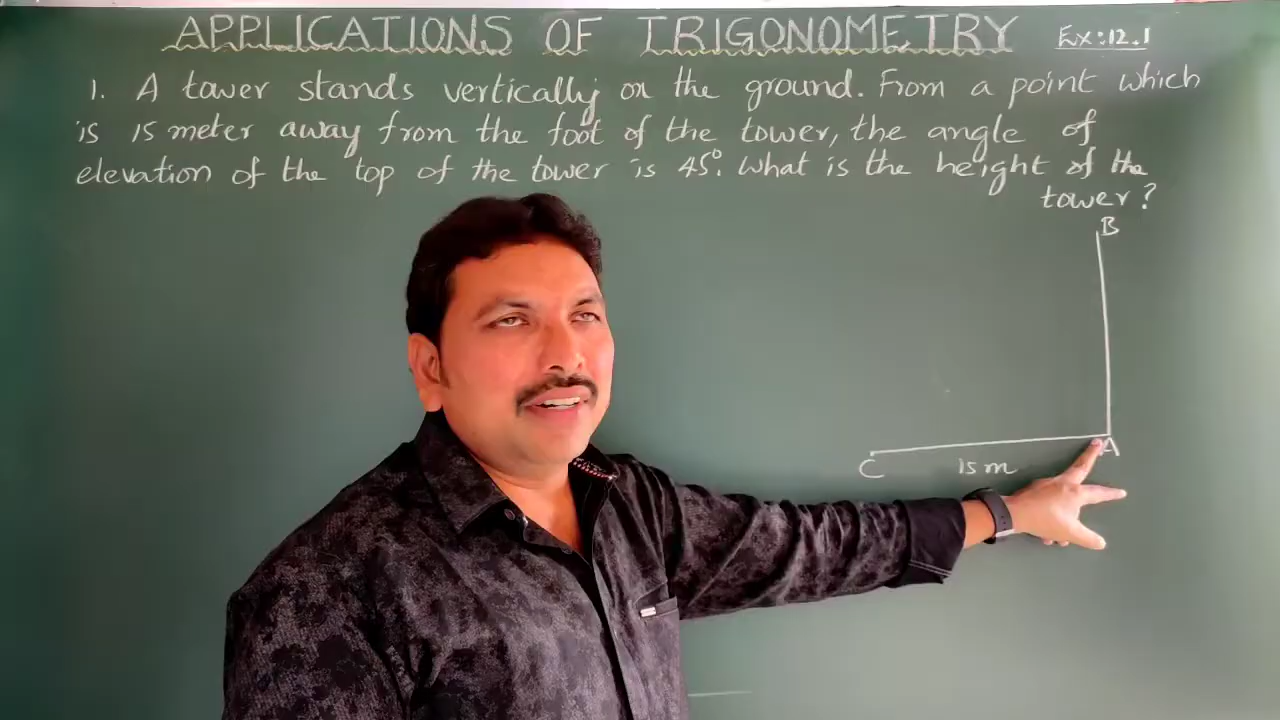 APPLICATIONS OF TRIGONOMETRY Ex:12.1
1. A tower stands vertically on the ground. From a point which
is 15 meter away from the foot of the tower, the angle of
elevation of the top of the tower is 45°. What is the height of the
tower?
B
A
C 15 m